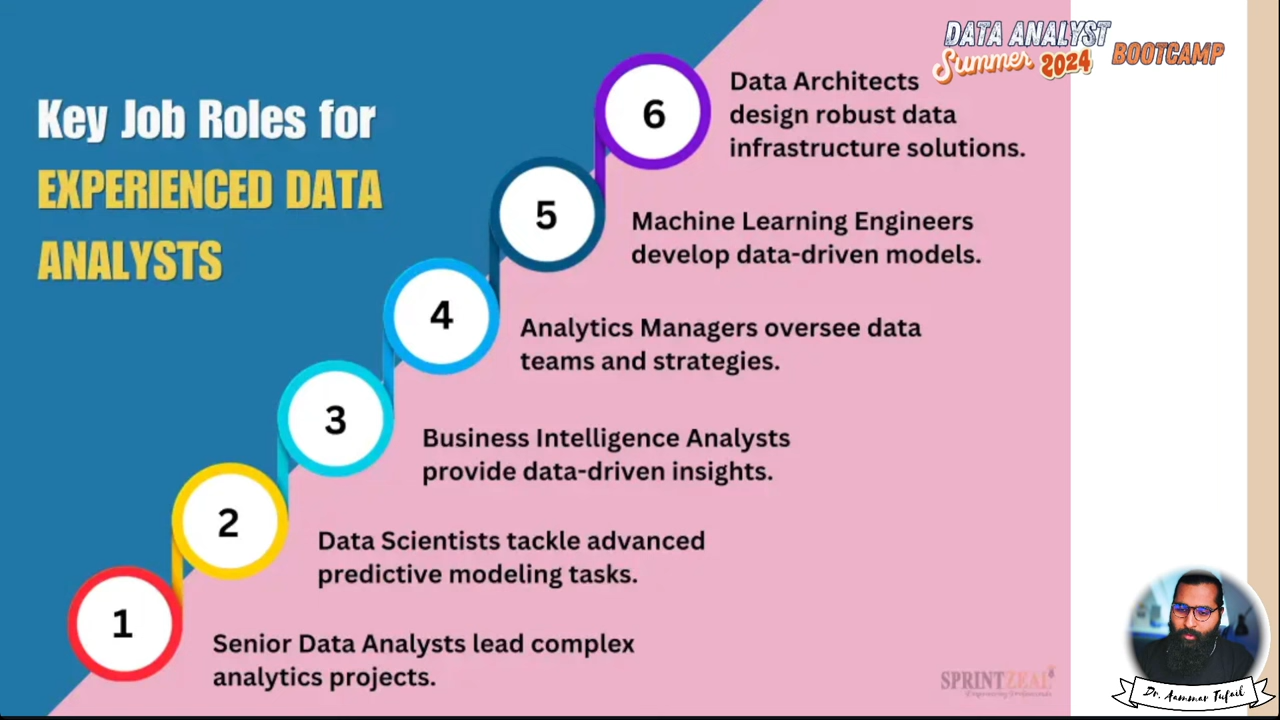 DATA ANALYST
Summer 2024 BOOTCAMP
Key Job Roles for
EXPERIENCED DATA
ANALYSTS
6
Data Architects
design robust data
infrastructure solutions.
5
Machine Learning Engineers
develop data-driven models.
4
Analytics Managers oversee data
teams and strategies.
3
Business Intelligence Analysts
provide data-driven insights.
2
Data Scientists tackle advanced
predictive modeling tasks.
1
Senior Data Analysts lead complex
analytics projects.
SPRINTZEAL
Dr. Aammar Tufail